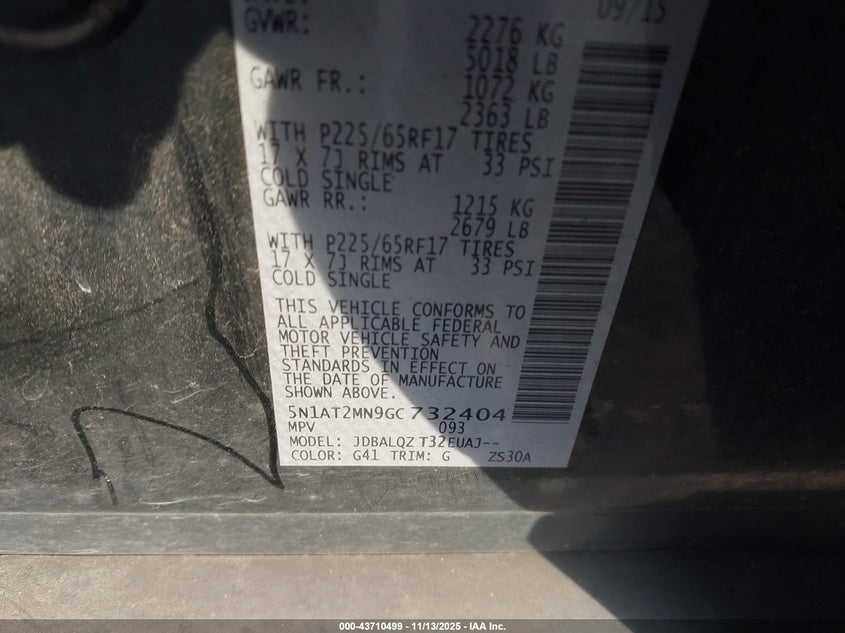 09/15
GVWR: 2276 KG
5018 LB
GAWR FR.: 1072 KG
2363 LB
WITH P225/65RF17 TIRES
17 X 7J RIMS AT 33 PSI
COLD SINGLE
GAWR RR.: 1215 KG
2679 LB
WITH P225/65RF17 TIRES
17 X 7J RIMS AT 33 PSI
COLD SINGLE
THIS VEHICLE CONFORMS TO
ALL APPLICABLE FEDERAL
MOTOR VEHICLE SAFETY AND
THEFT PREVENTION
STANDARDS IN EFFECT ON
THE DATE OF MANUFACTURE
SHOWN ABOVE.
5N1AT2MN9GC732404
MPV 093
MODEL: JDBALQZ T32EUAJ--
COLOR: G41 TRIM: G ZS30A
000-43710499 - 11/13/2025 - IAA Inc.